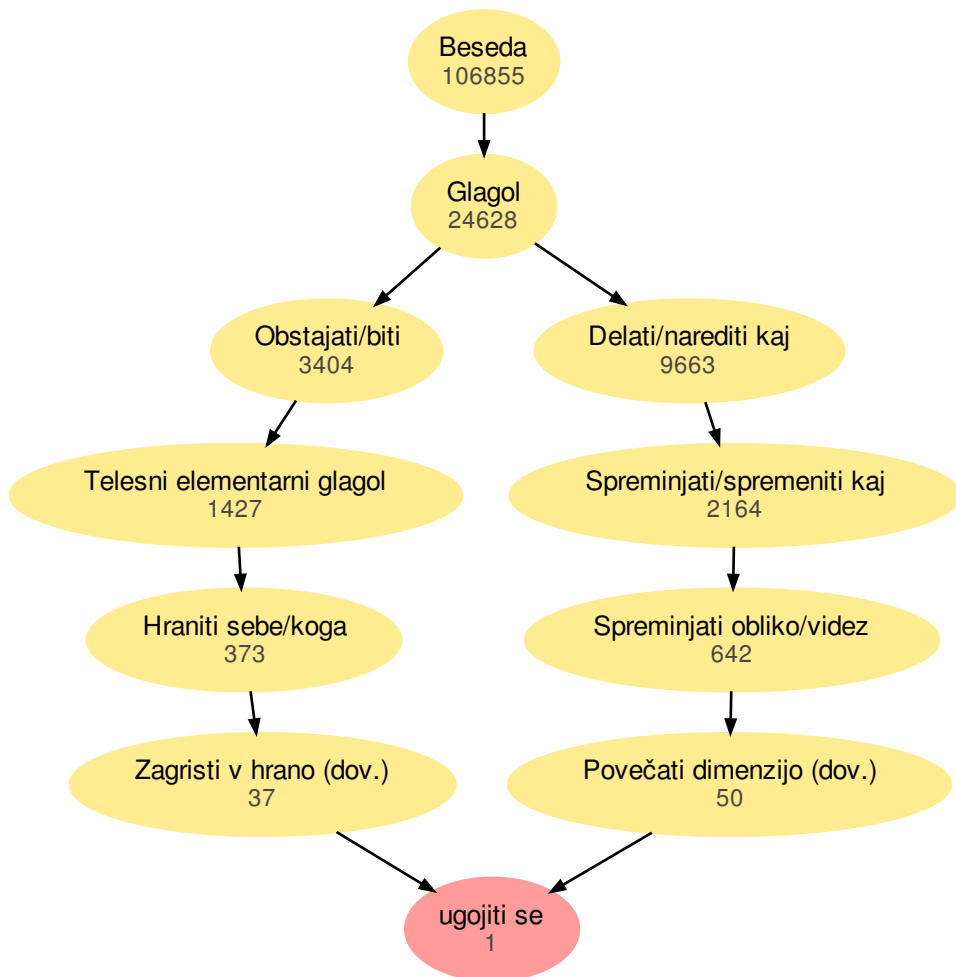 Beseda
106855
Glagol
24628
Obstajati/biti
3404
Delati/narediti kaj
9663
Telesni elementarni glagol
1427
Spreminjati/spremeniti kaj
2164
Hraniti sebe/koga
373
Spreminjati obliko/videz
642
Zagristi v hrano (dov.)
37
Povečati dimenzijo (dov.)
50
ugojiti se
1